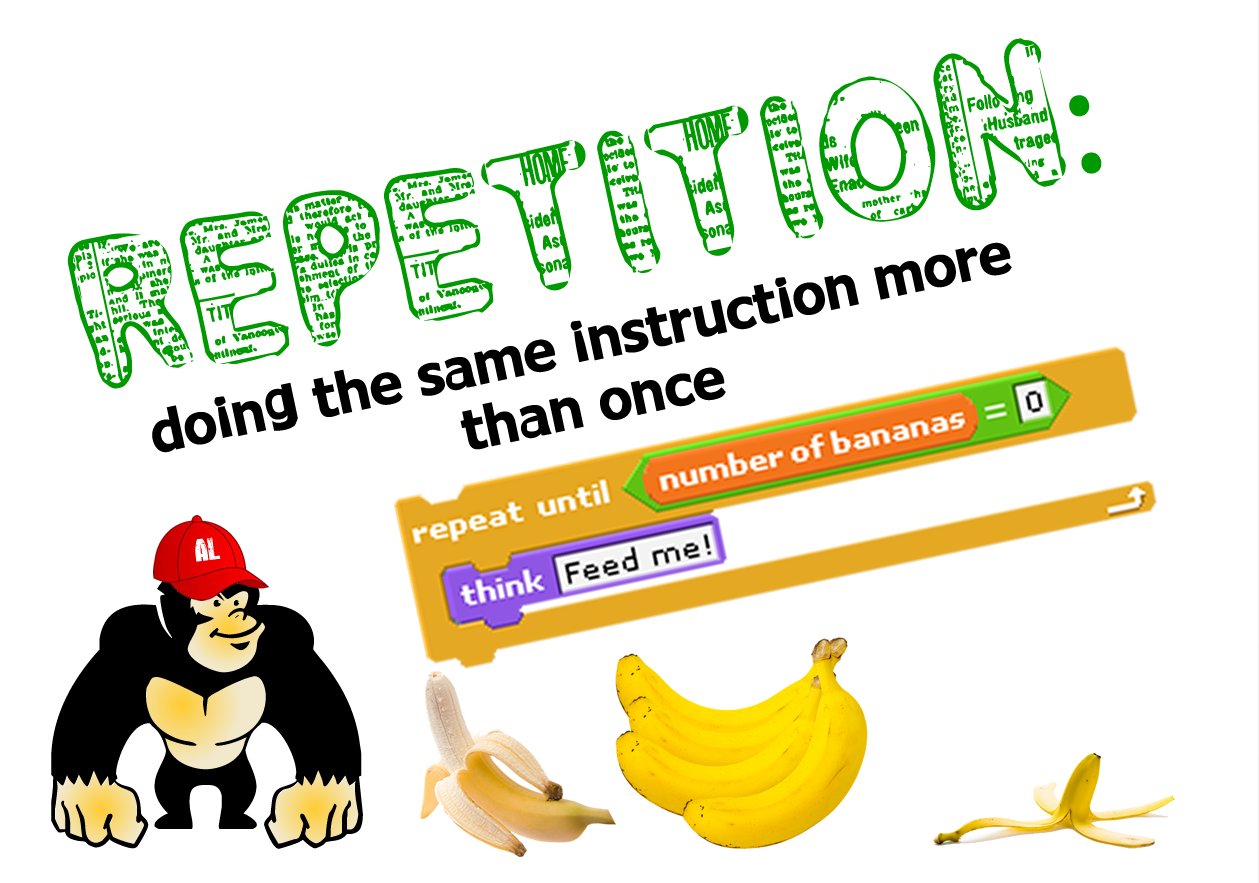 REPETITION:
doing the same instruction more
than once
repeat until number of bananas = 0
think Feed me!
AL